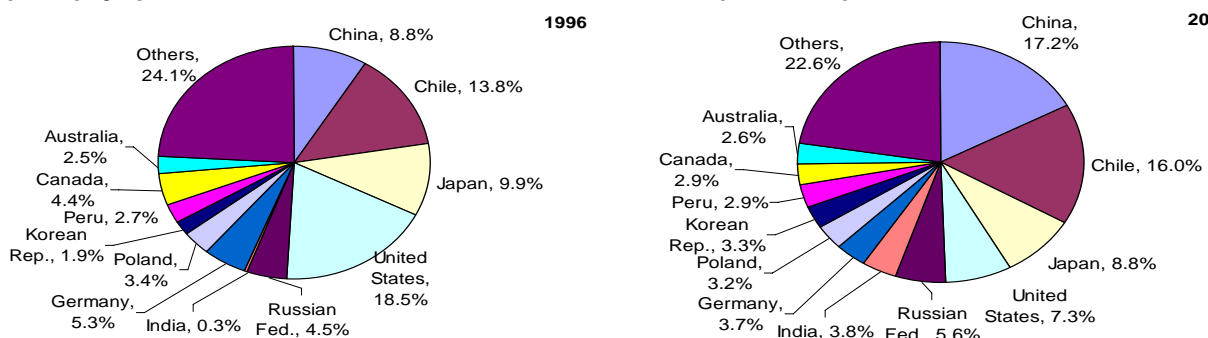 1996
China, 8.8%
Chile, 13.8%
Japan, 9.9%
United
States,
18.5%
Russian
Fed., 4.5%
India, 0.3%
Germany,
5.3%
Poland,
3.4%
Korean
Rep., 1.9%
Peru, 2.7%
Canada,
4.4%
Australia,
2.5%
Others,
24.1%
20
China,
17.2%
Chile, 16.0%
Japan, 8.8%
United
States, 7.3%
Russian
Fed., 5.6%
India, 3.8%
Germany,
3.7%
Poland,
3.2%
Korean
Rep., 3.3%
Peru, 2.9%
Canada,
2.9%
Australia,
2.6%
Others,
22.6%